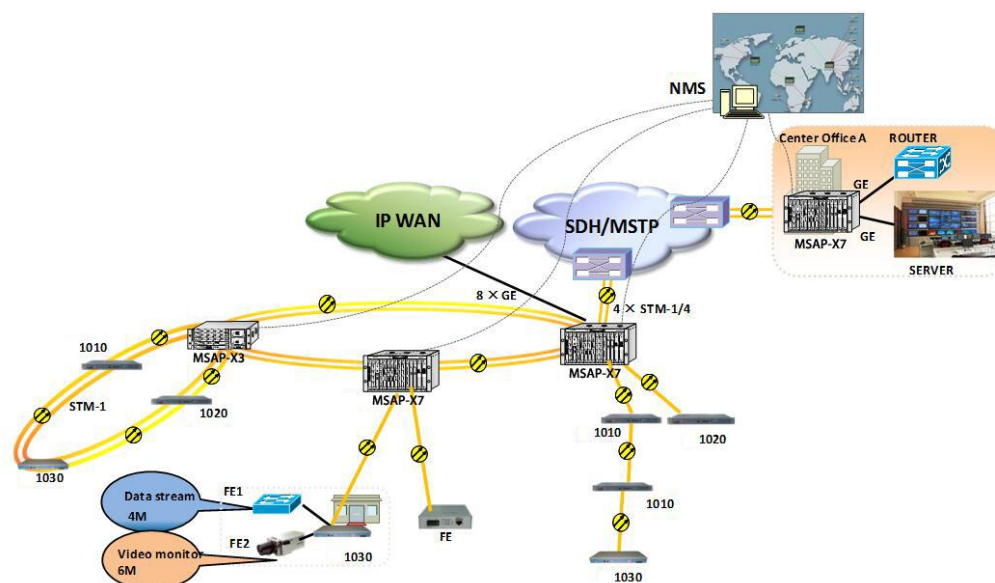 NMS
Center Office A
ROUTER
GE
MSAP-X7
GE
SERVER
IP WAN
SDH/MSTP
8 × GE
4 × STM-1/4
1010
MSAP-X3
STM-1
1020
1030
MSAP-X7
MSAP-X7
1010
1020
1010
1030
Data stream
4M
FE1
FE2
Video monitor
6M
1030
FE